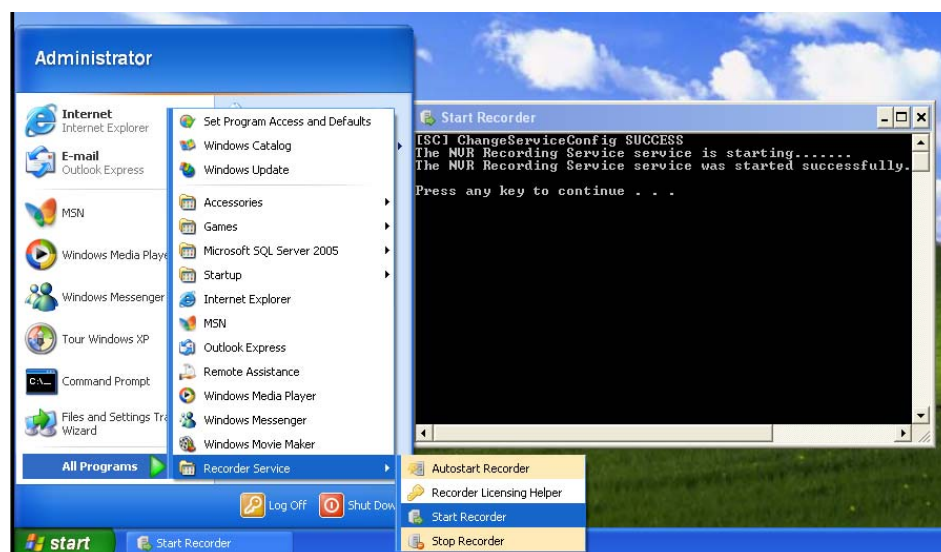 Administrator
Internet
Internet Explorer
E-mail
Outlook Express
MSN
Windows Media Playe
Windows Messenger
Tour Windows XP
C:\_
Command Prompt
Files and Settings Tra
Wizard
All Programs
Set Program Access and Defaults
Windows Catalog
Windows Update
Accessories
Games
Microsoft SQL Server 2005
Startup
Internet Explorer
MSN
Outlook Express
Remote Assistance
Windows Media Player
Windows Messenger
Windows Movie Maker
Recorder Service
Autostart Recorder
Recorder Licensing Helper
Start Recorder
Stop Recorder
Start Recorder
[SC] ChangeServiceConfig SUCCESS
The NVR Recording Service service is starting.......
The NVR Recording Service service was started successfully.
Press any key to continue . . .
Log Off
Shut Dow
start
Start Recorder